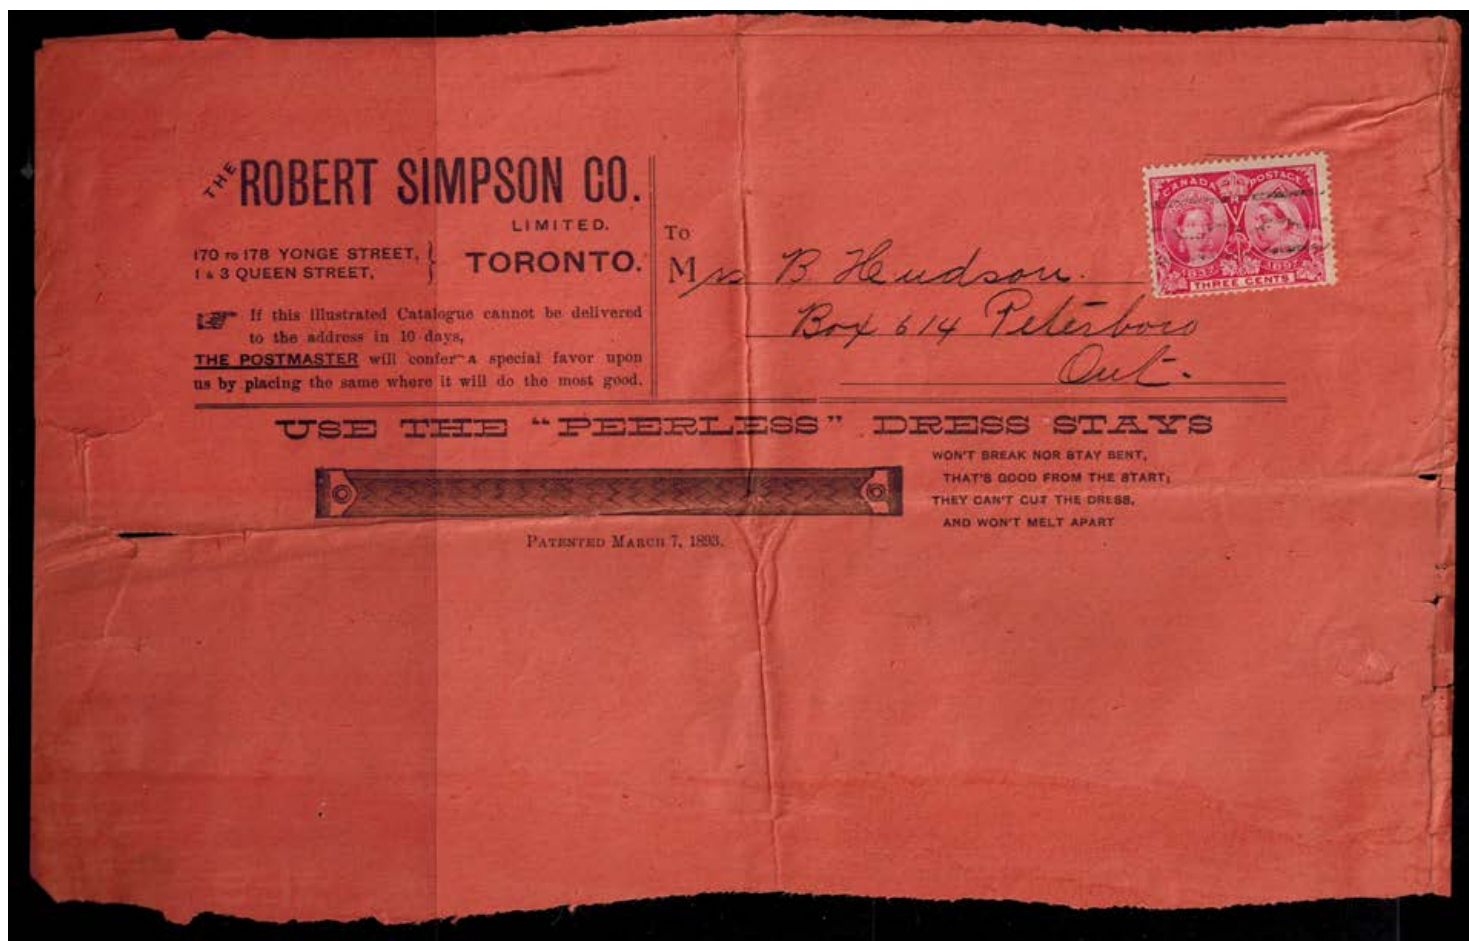 THE ROBERT SIMPSON CO.
LIMITED.
170 TO 178 YONGE STREET,
1 & 3 QUEEN STREET,
TORONTO.
If this illustrated Catalogue cannot be delivered
to the address in 10 days,
THE POSTMASTER will confer a special favor upon
us by placing the same where it will do the most good.
To
Mrs B Hudson.
Box 614 Peterboro
Ont.
CANADA POSTAGE
1837 1897
THREE CENTS
USE THE "PEERLESS" DRESS STAYS
WON'T BREAK NOR STAY BENT,
THAT'S GOOD FROM THE START;
THEY CAN'T CUT THE DRESS,
AND WON'T MELT APART
PATENTED MARCH 7, 1893.